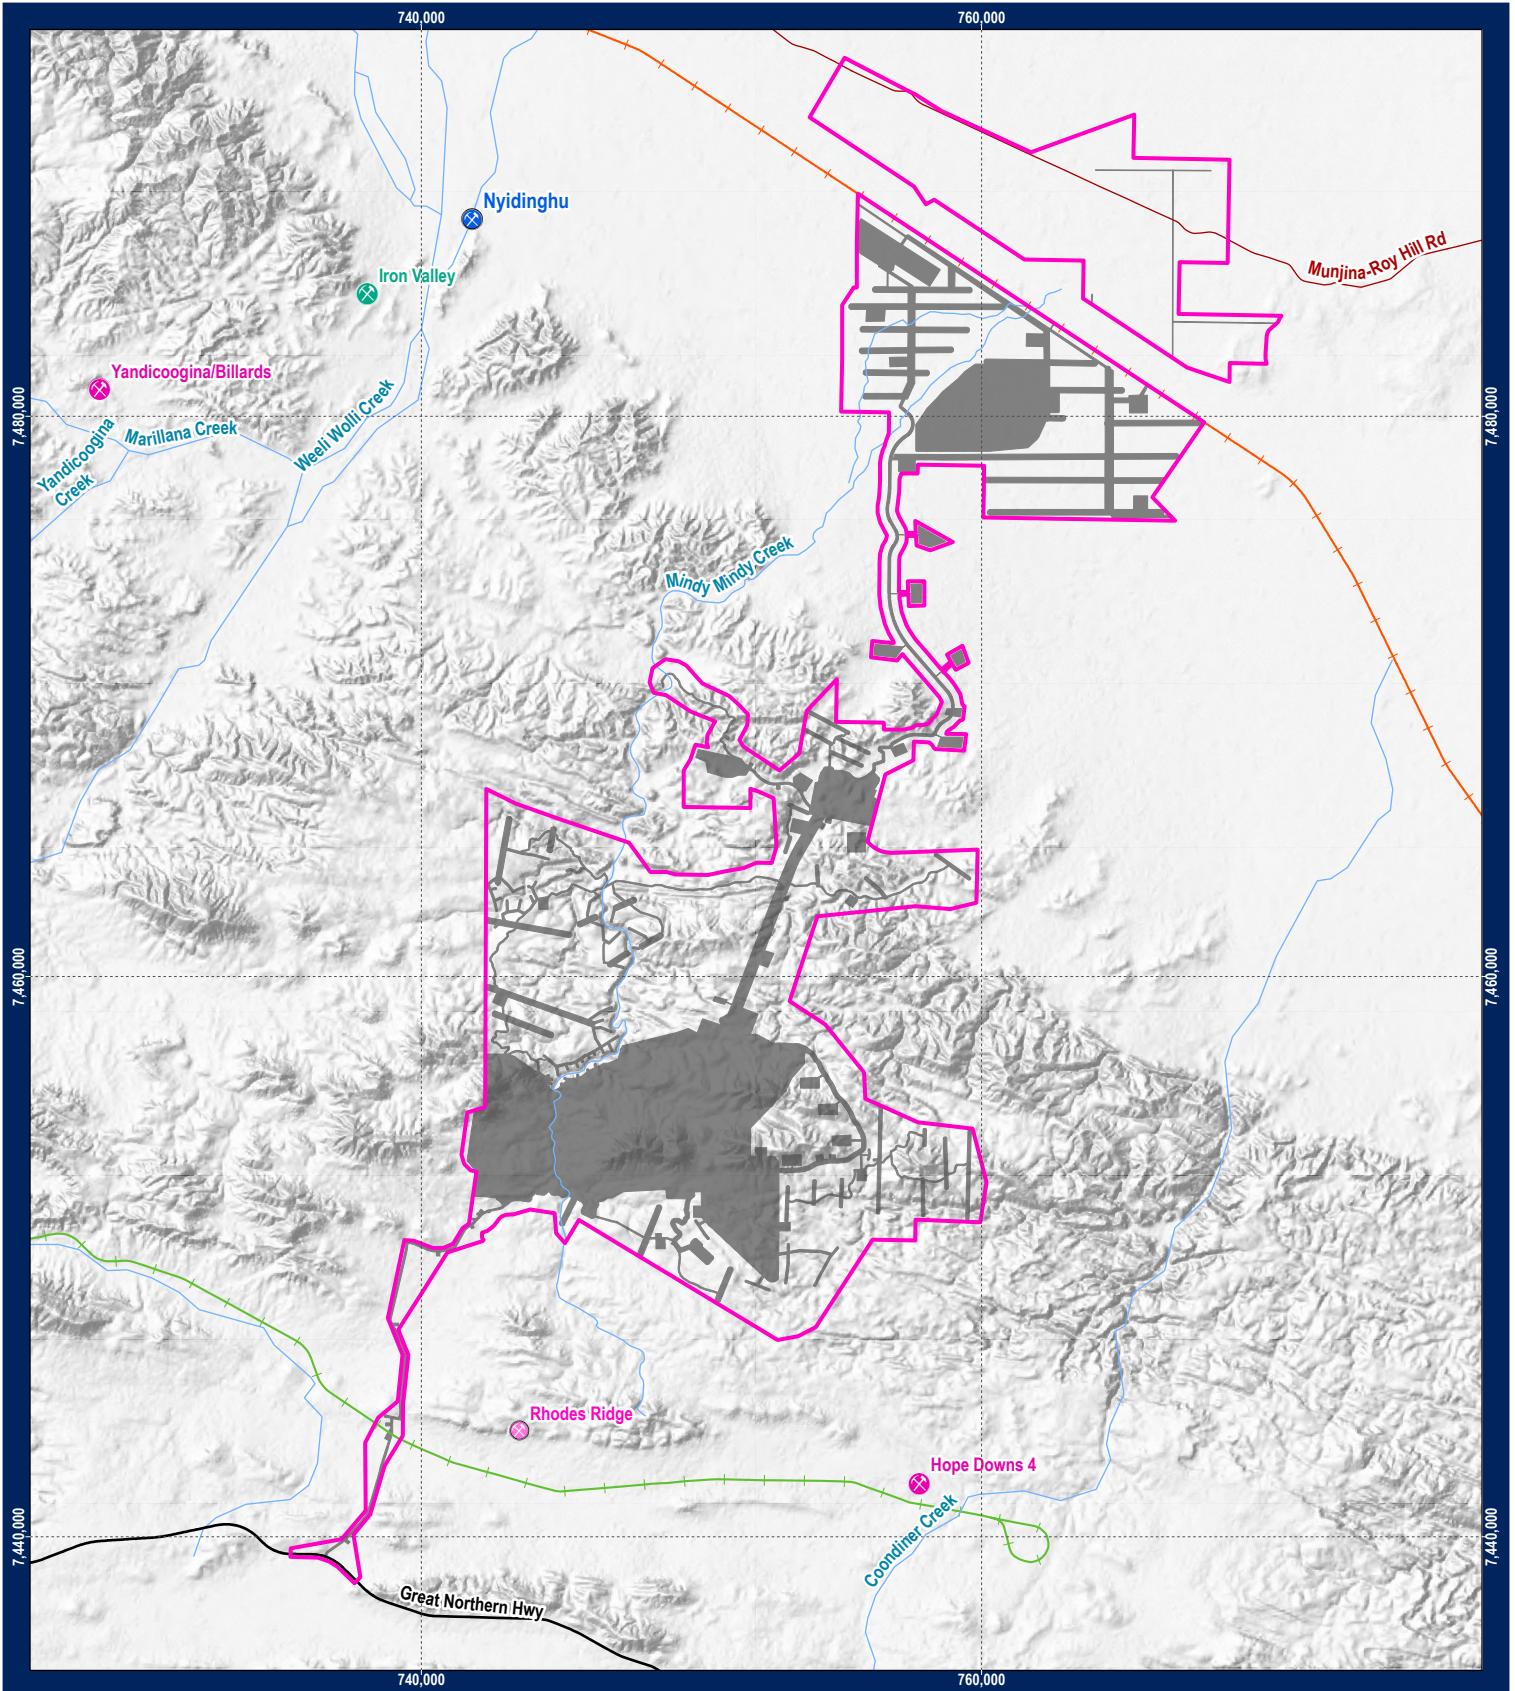 740,000
760,000
Nyidinghu
Munjina-Roy Hill Rd
Iron Valley
Yandicoogina/Billards
7,480,000
7,480,000
Marillana Creek
Weeli Wolli Creek
Yandicoogina
Creek
Mindy Mindy Creek
7,460,000
7,460,000
Rhodes Ridge
Hope Downs 4
Coondiner Creek
7,440,000
7,440,000
Great Northern Hwy
740,000
760,000